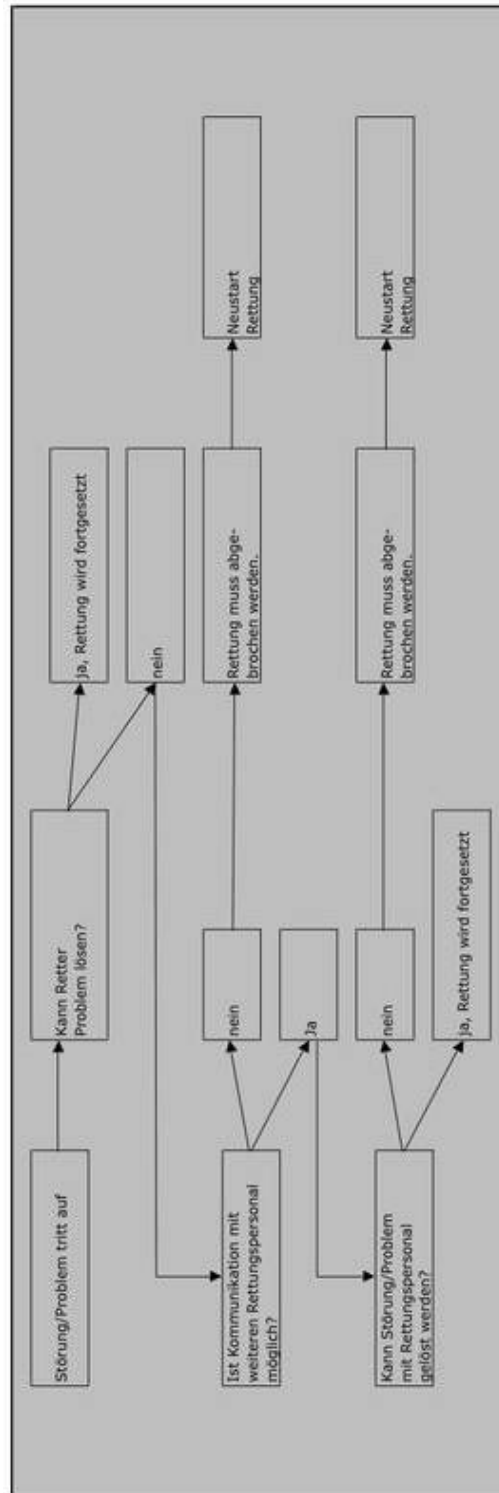 Störung/Problem tritt auf
Kann Retter
Problem lösen?
ja, Rettung wird fortgesetzt
nein
Ist Kommunikation mit
weiteren Rettungspersonal
möglich?
nein
Rettung muss abge-
brochen werden.
Neustart
Rettung
Ja
Kann Störung/Problem
mit Rettungspersonal
gelöst werden?
nein
Rettung muss abge-
brochen werden.
Neustart
Rettung
ja, Rettung wird fortgesetzt